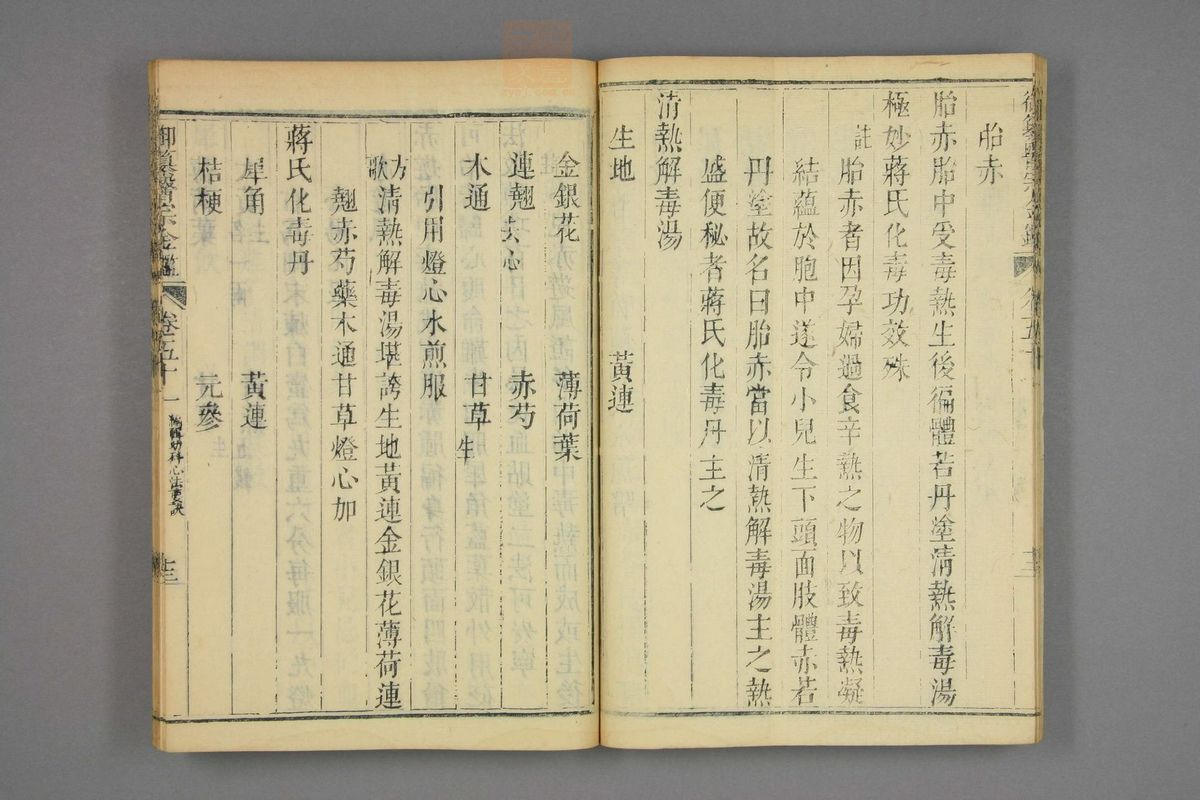 胎赤
胎赤胎中受毒熱生後徧體若丹塗清熱解毒湯
極妙蔣氏化毒功效殊
註胎赤者因孕婦過食辛熱之物以致毒熱凝
結蘊於胞中遂令小兒生下頭面肢體赤若
丹塗故名曰胎赤當以清熱解毒湯主之熱
盛便秘者蔣氏化毒丹主之
清熱解毒湯
生地 黃連
金銀花 薄荷葉
連翹去心 赤芍
木通 甘草生
引用燈心水煎服
方歌清熱解毒湯堪誇生地黃連金銀花薄荷連
翹赤芍藥木通甘草燈心加
蔣氏化毒丹
犀角 黃連
桔梗 元參
御纂醫宗金鑑 卷五十一 編輯幼科心法要訣